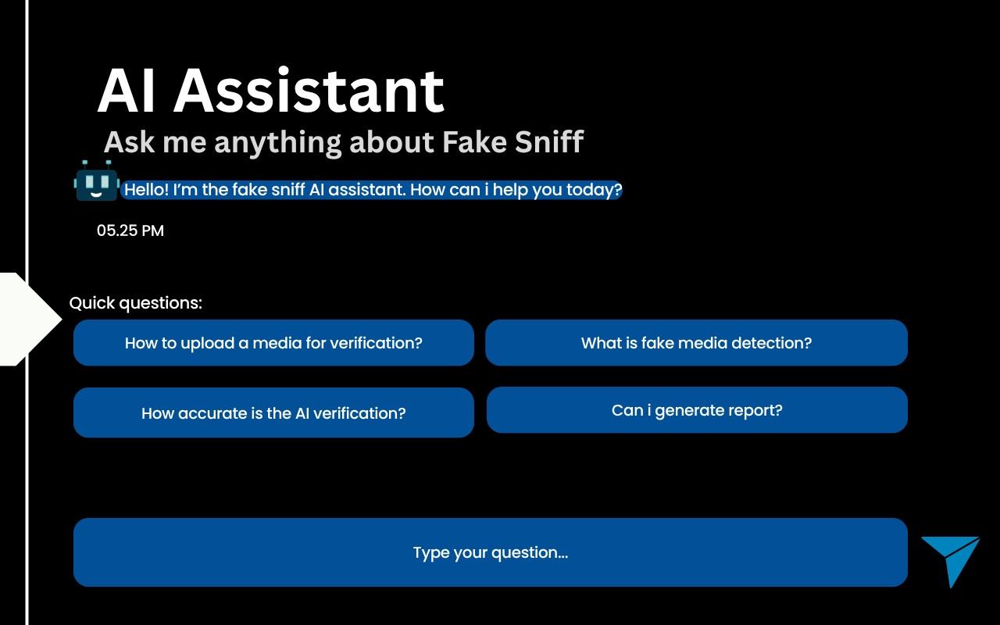 AI Assistant
Ask me anything about Fake Sniff
Hello! I’m the fake sniff AI assistant. How can i help you today?
05.25 PM
Quick questions:
How to upload a media for verification?
What is fake media detection?
How accurate is the AI verification?
Can i generate report?
Type your question...